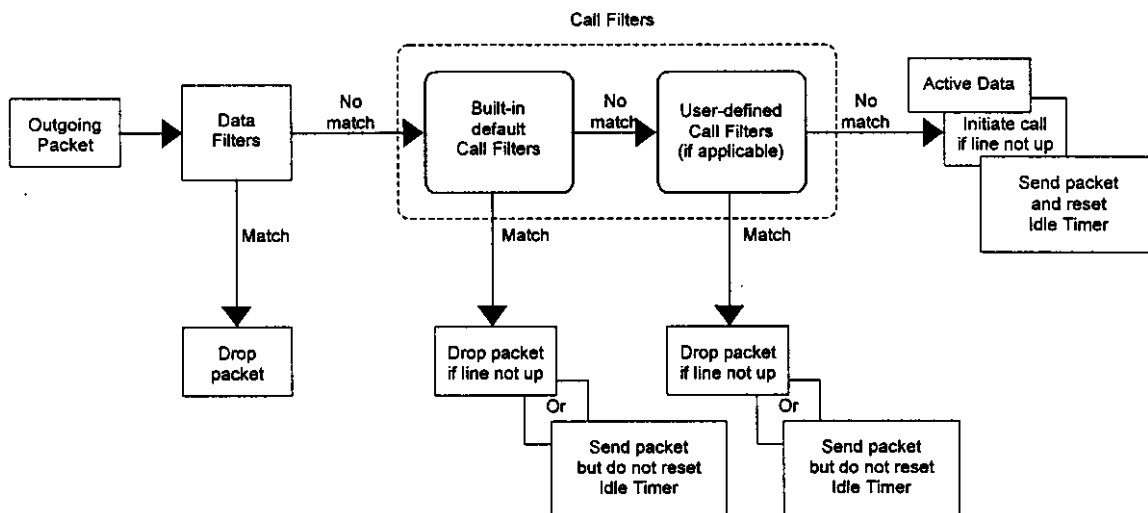 Call Filters
Outgoing
Packet
Data
Filters
No
match
Built-in
default
Call Filters
No
match
User-defined
Call Filters
(if applicable)
No
match
Active Data
Initiate call
if line not up
Send packet
and reset
Idle Timer
Match
Match
Match
Drop
packet
Drop packet
if line not up
Or
Send packet
but do not reset
Idle Timer
Drop packet
if line not up
Or
Send packet
but do not reset
Idle Timer